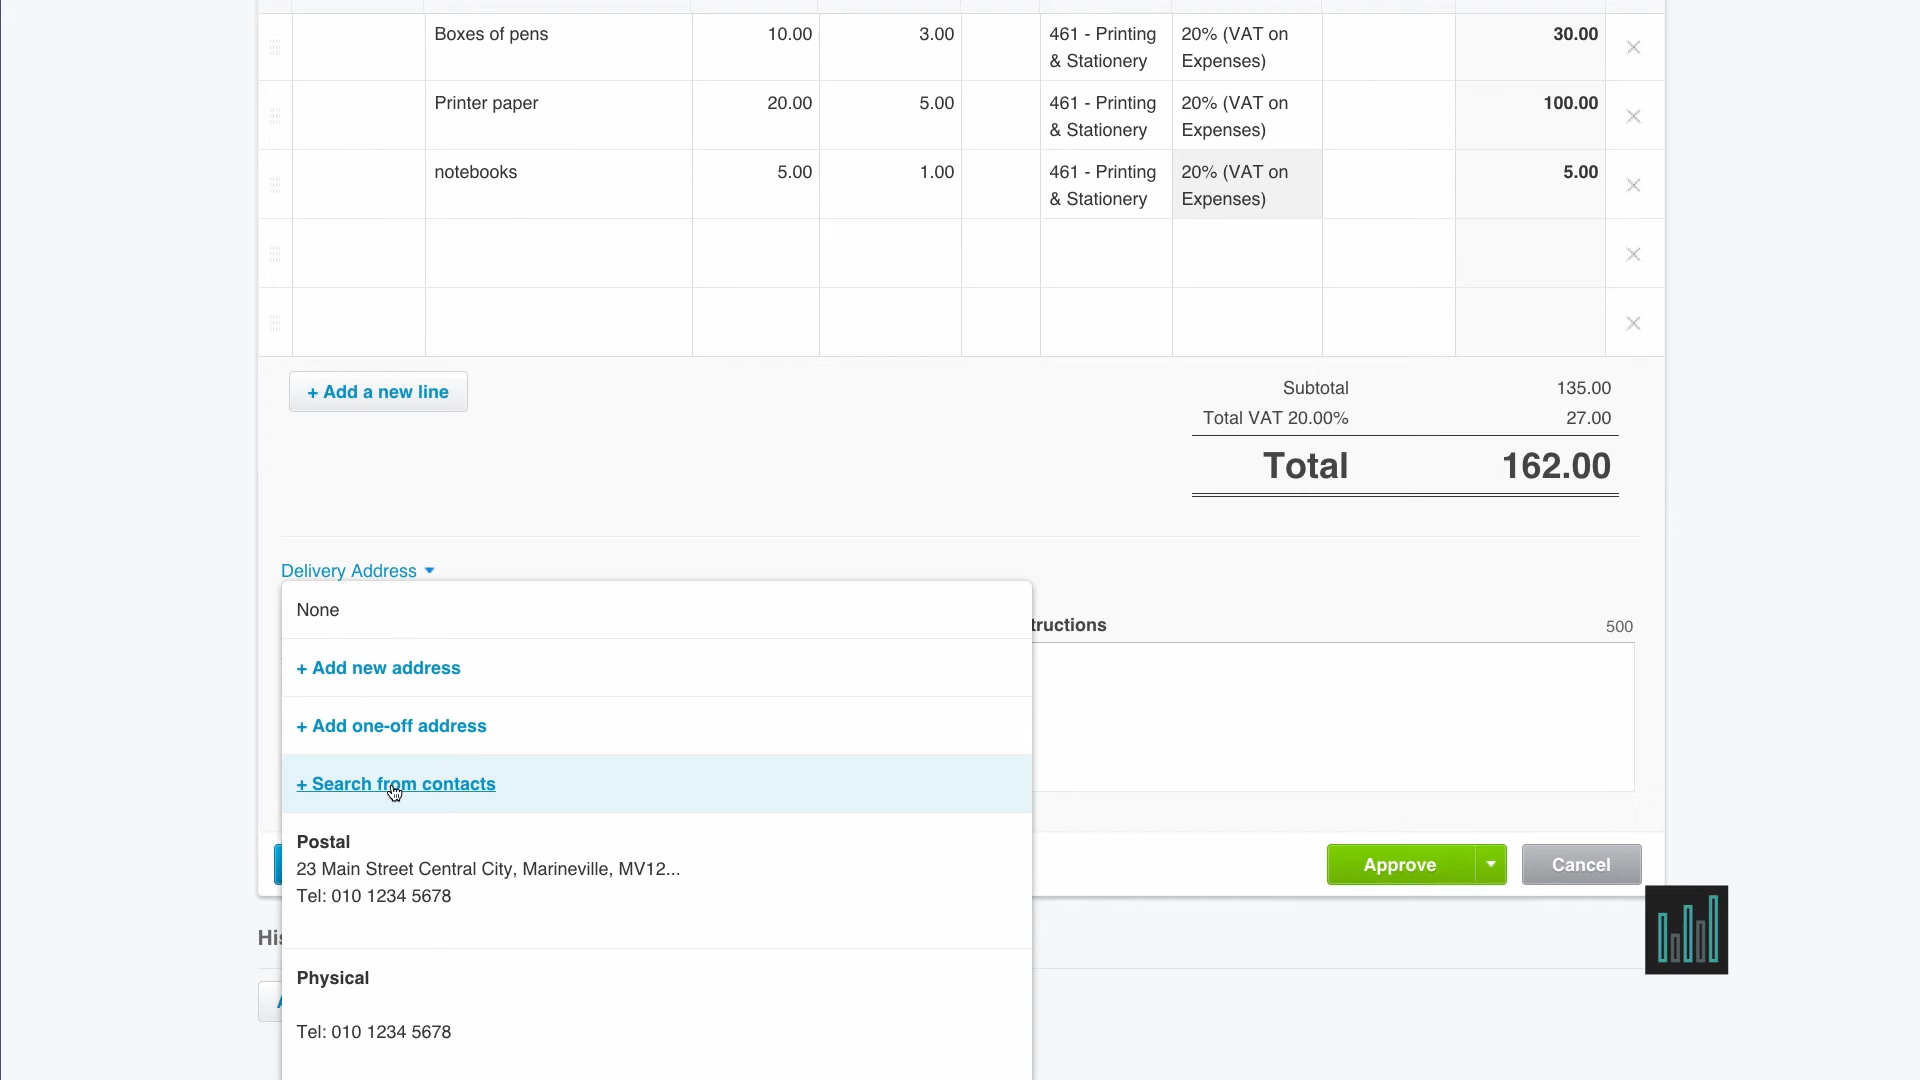 Boxes of pens 10.00 3.00 461 - Printing 20% (VAT on 30.00
& Stationery Expenses)
Printer paper 20.00 5.00 461 - Printing 20% (VAT on 100.00
& Stationery Expenses)
notebooks 5.00 1.00 461 - Printing 20% (VAT on 5.00
& Stationery Expenses)
+ Add a new line
Subtotal 135.00
Total VAT 20.00% 27.00
Total 162.00
Delivery Address
None
tructions 500
+ Add new address
+ Add one-off address
+ Search from contacts
Postal
23 Main Street Central City, Marineville, MV12...
Tel: 010 1234 5678
Approve Cancel
His
Physical
Tel: 010 1234 5678